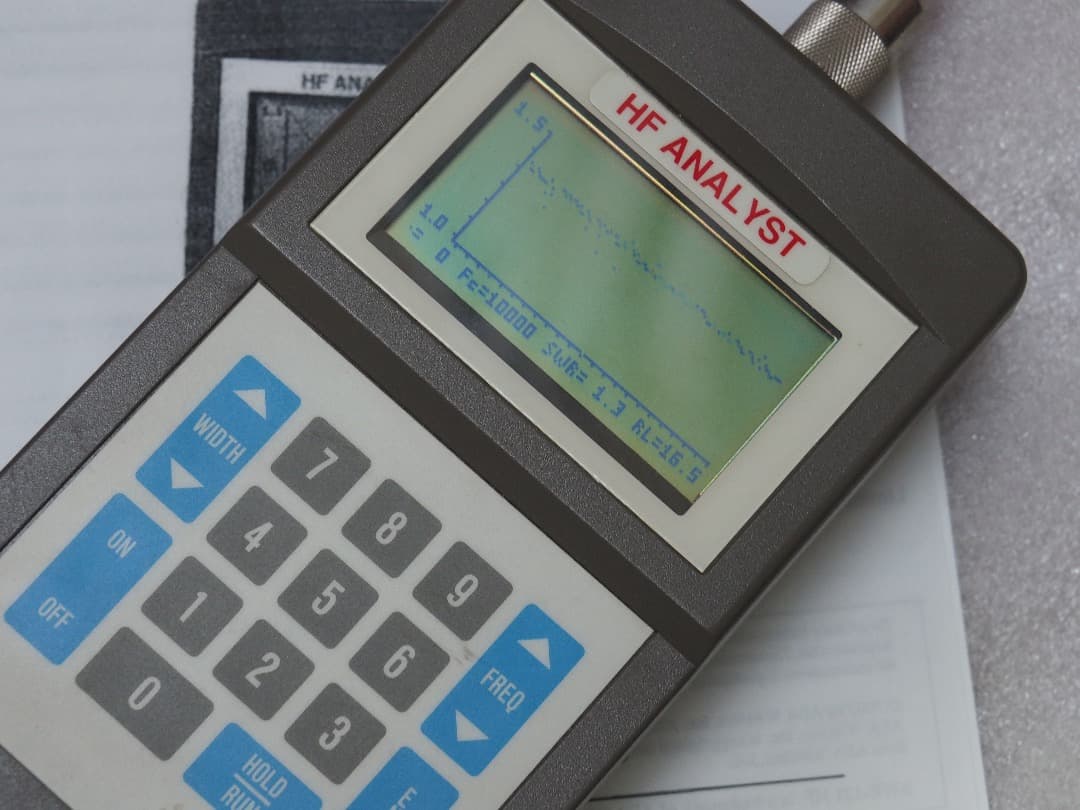 HF ANA
HF ANALYST
1.5
1.0
= 0 Fc=10000 SWR= 1.3 RL=16.5
WIDTH
ON
OFF
7
8
9
4
5
6
1
2
3
0
FREQ
HOLD
RUN
E